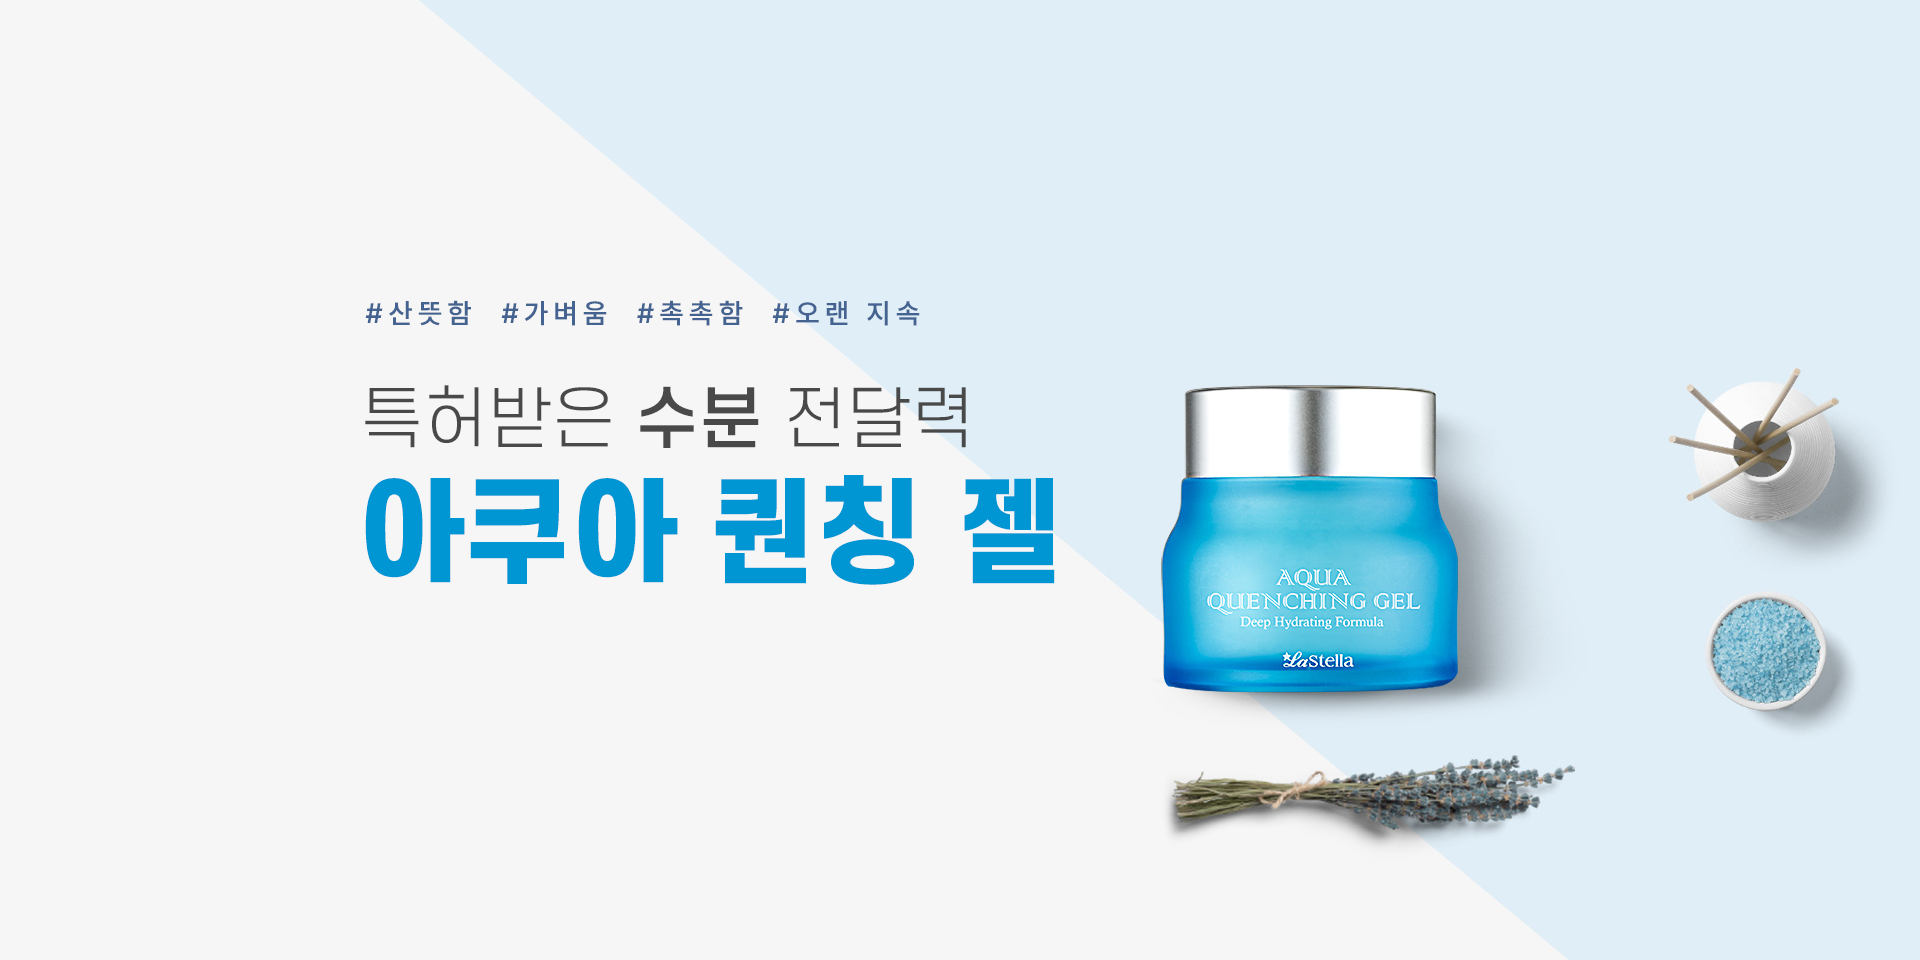 #산뜻함 #가벼움 #촉촉함 #오랜 지속
특허받은 수분 전달력
아쿠아 퀀칭 젤
AQUA
QUENCHING GEL
Deep Hydrating Formula
LaStella